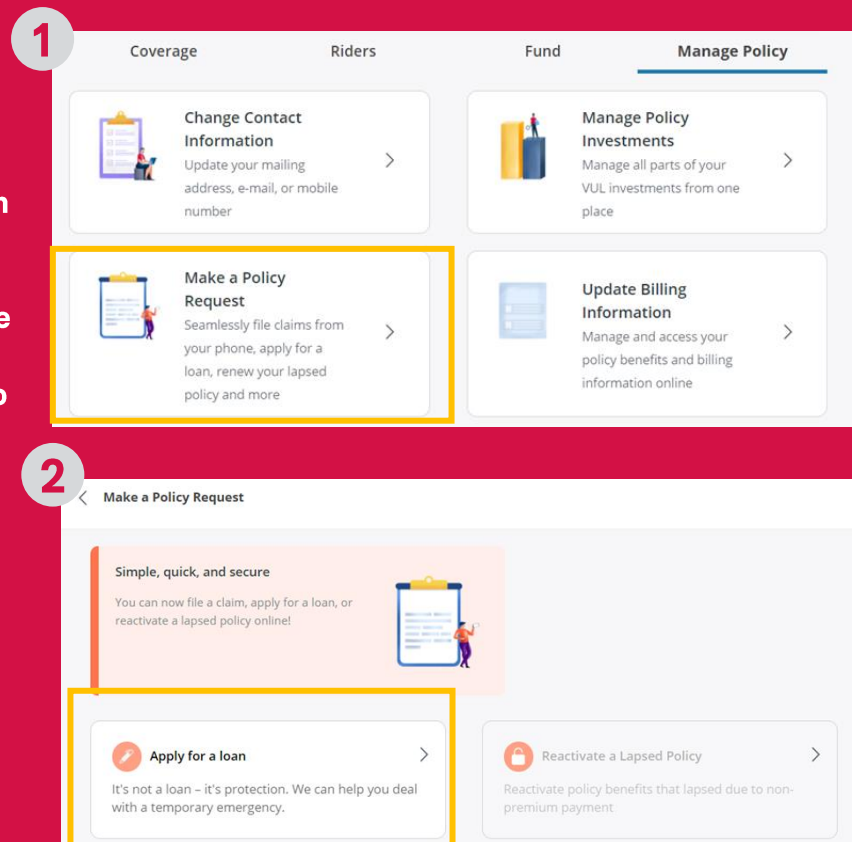 1
Coverage Riders Fund Manage Policy
Change Contact
Information
Update your mailing
address, e-mail, or mobile
number
Manage Policy
Investments
Manage all parts of your
VUL investments from one
place
Make a Policy
Request
Seamlessly file claims from
your phone, apply for a
loan, renew your lapsed
policy and more
Update Billing
Information
Manage and access your
policy benefits and billing
information online
2
Make a Policy Request
Simple, quick, and secure
You can now file a claim, apply for a loan, or
reactivate a lapsed policy online!
Apply for a loan
It's not a loan – it's protection. We can help you deal
with a temporary emergency.
Reactivate a Lapsed Policy
Reactivate policy benefits that lapsed due to non-
premium payment